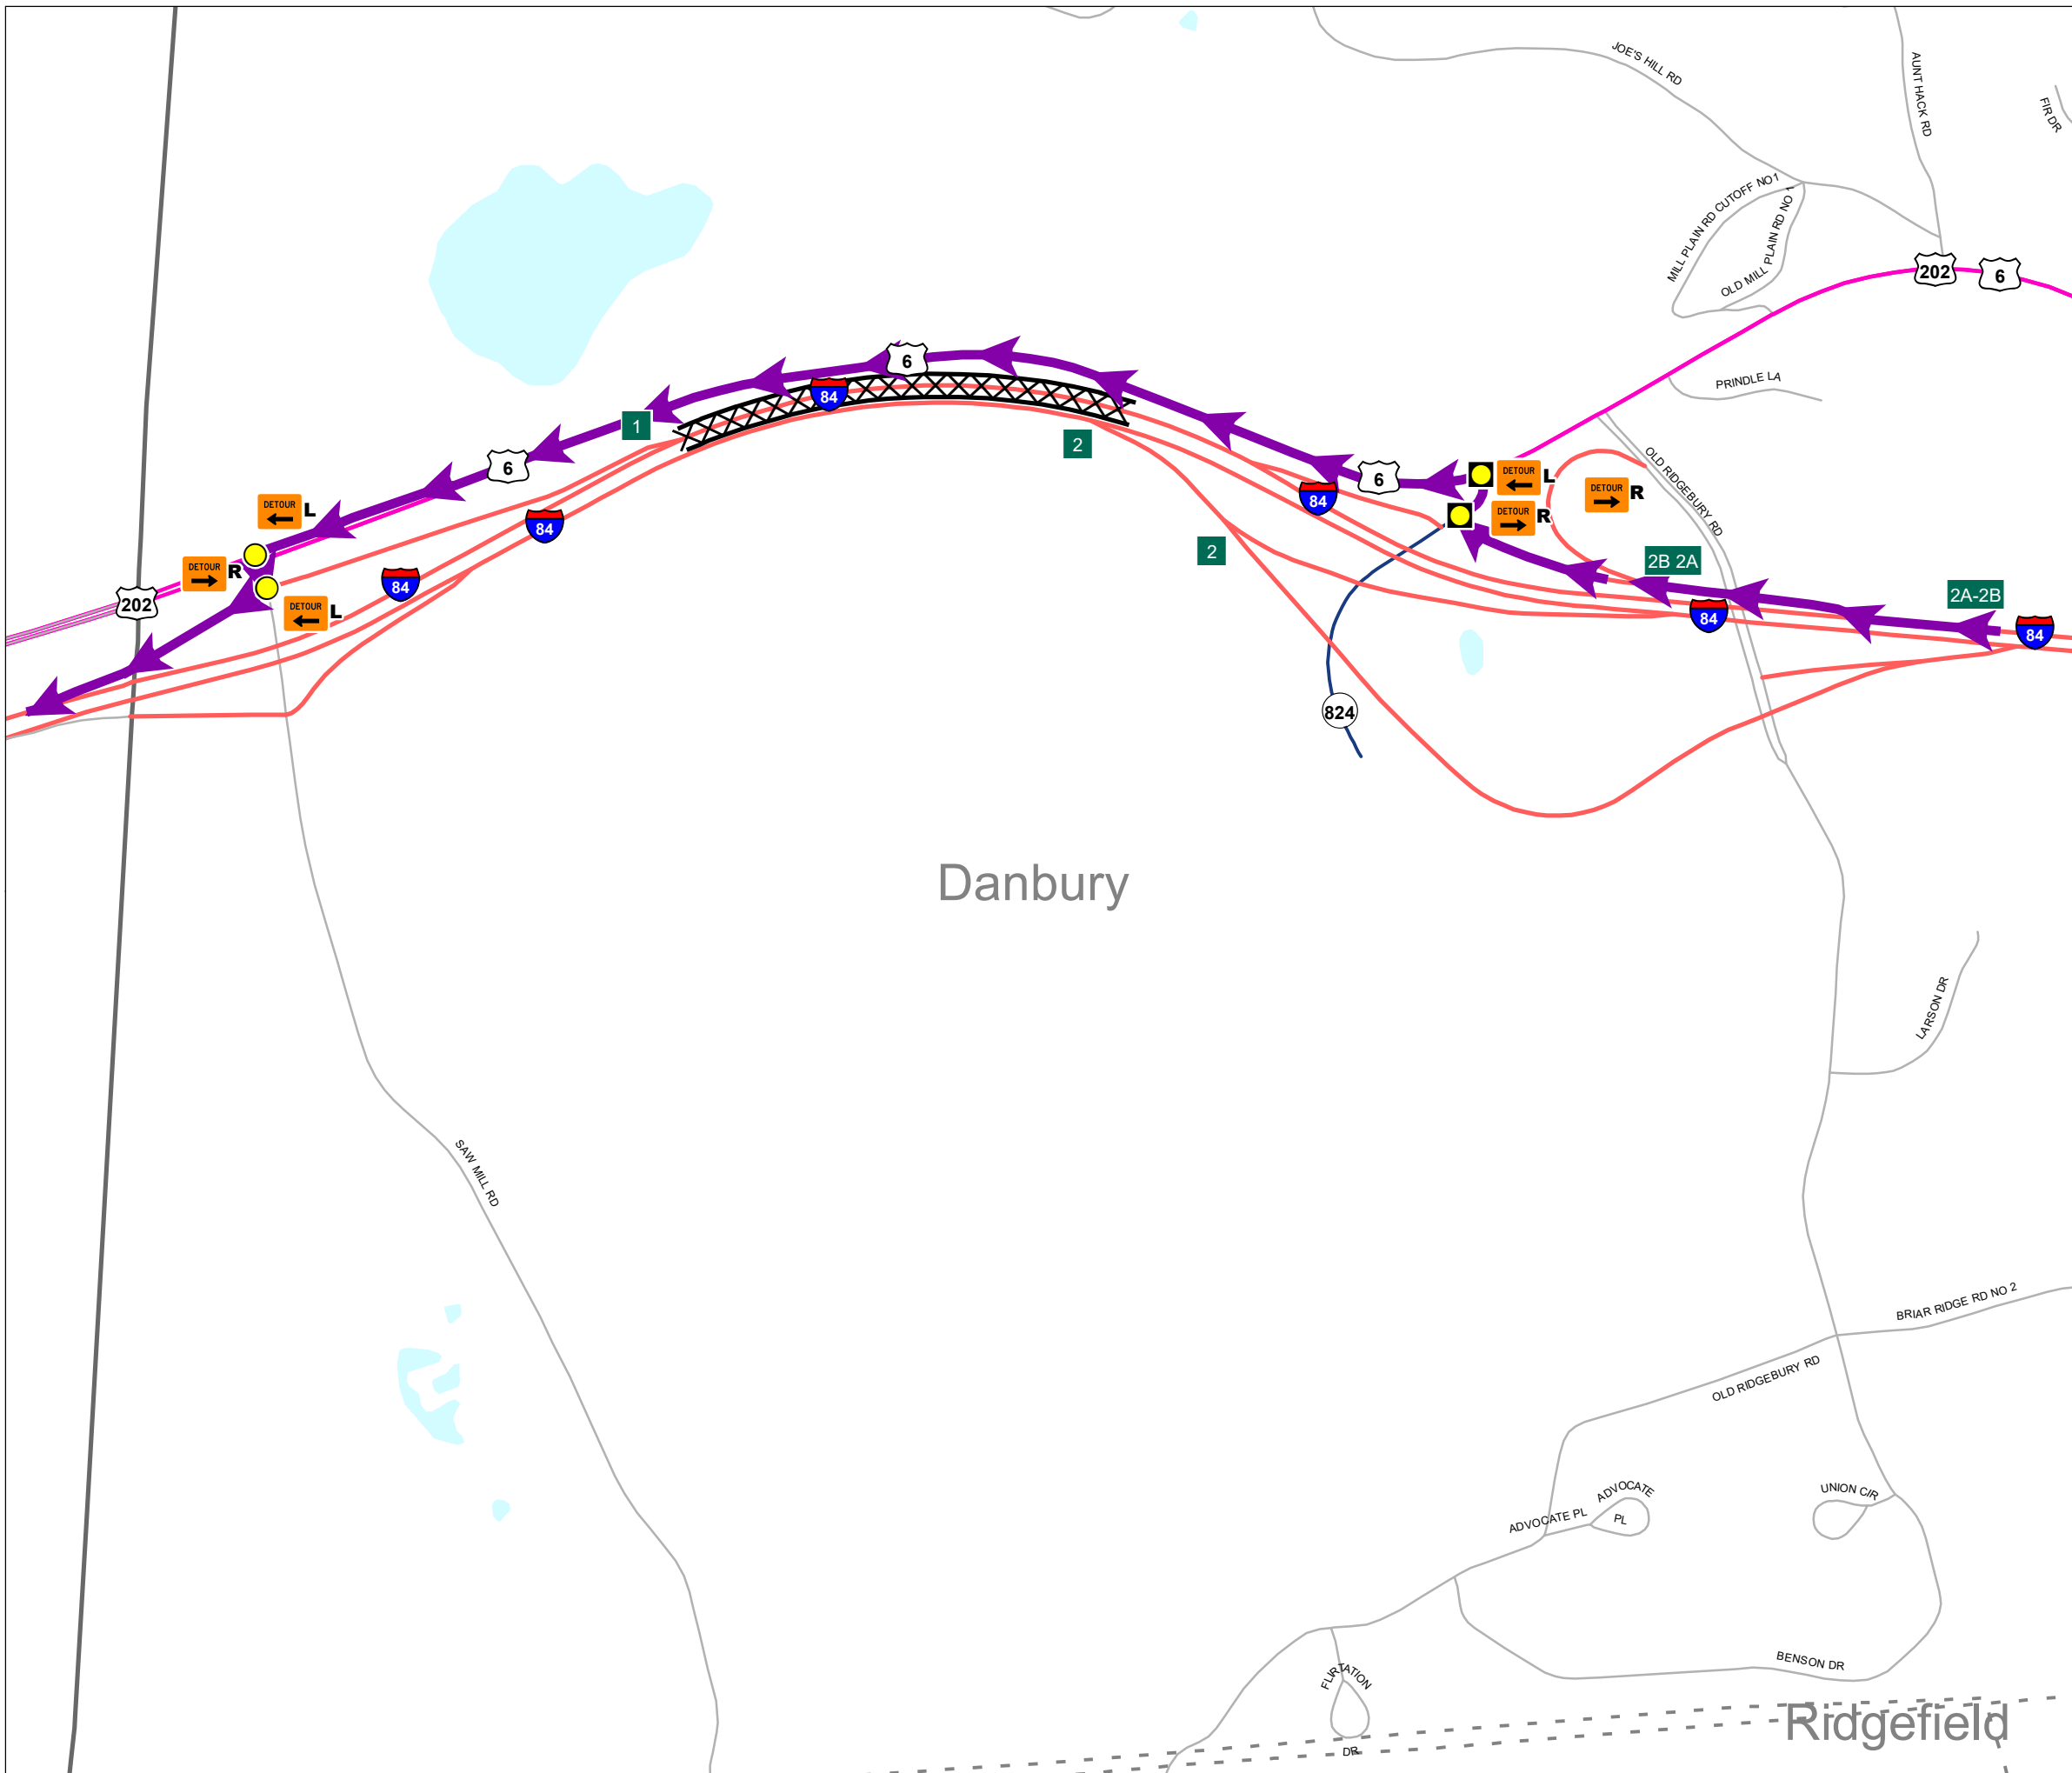 JOE'S HILL RD
AUNT HACK RD
FIR DR
MILL PLAIN RD CUTOFF NO1
OLD MILL PLAIN RD NO 1
202
6
PRINDLE LA
6
84
1
2
6
6
84
DETOUR L
DETOUR R
DETOUR R
OLD RIDGEBURY RD
DETOUR L
84
2
2B 2A
DETOUR R
84
202
DETOUR L
84
2A-2B
84
824
Danbury
LARSON DR
SAW MILL RD
BRIAR RIDGE RD NO 2
OLD RIDGEBURY RD
ADVOCATE PL
ADVOCATE
PL
UNION CIR
BENSON DR
FLIRTATION
DR
Ridgefield